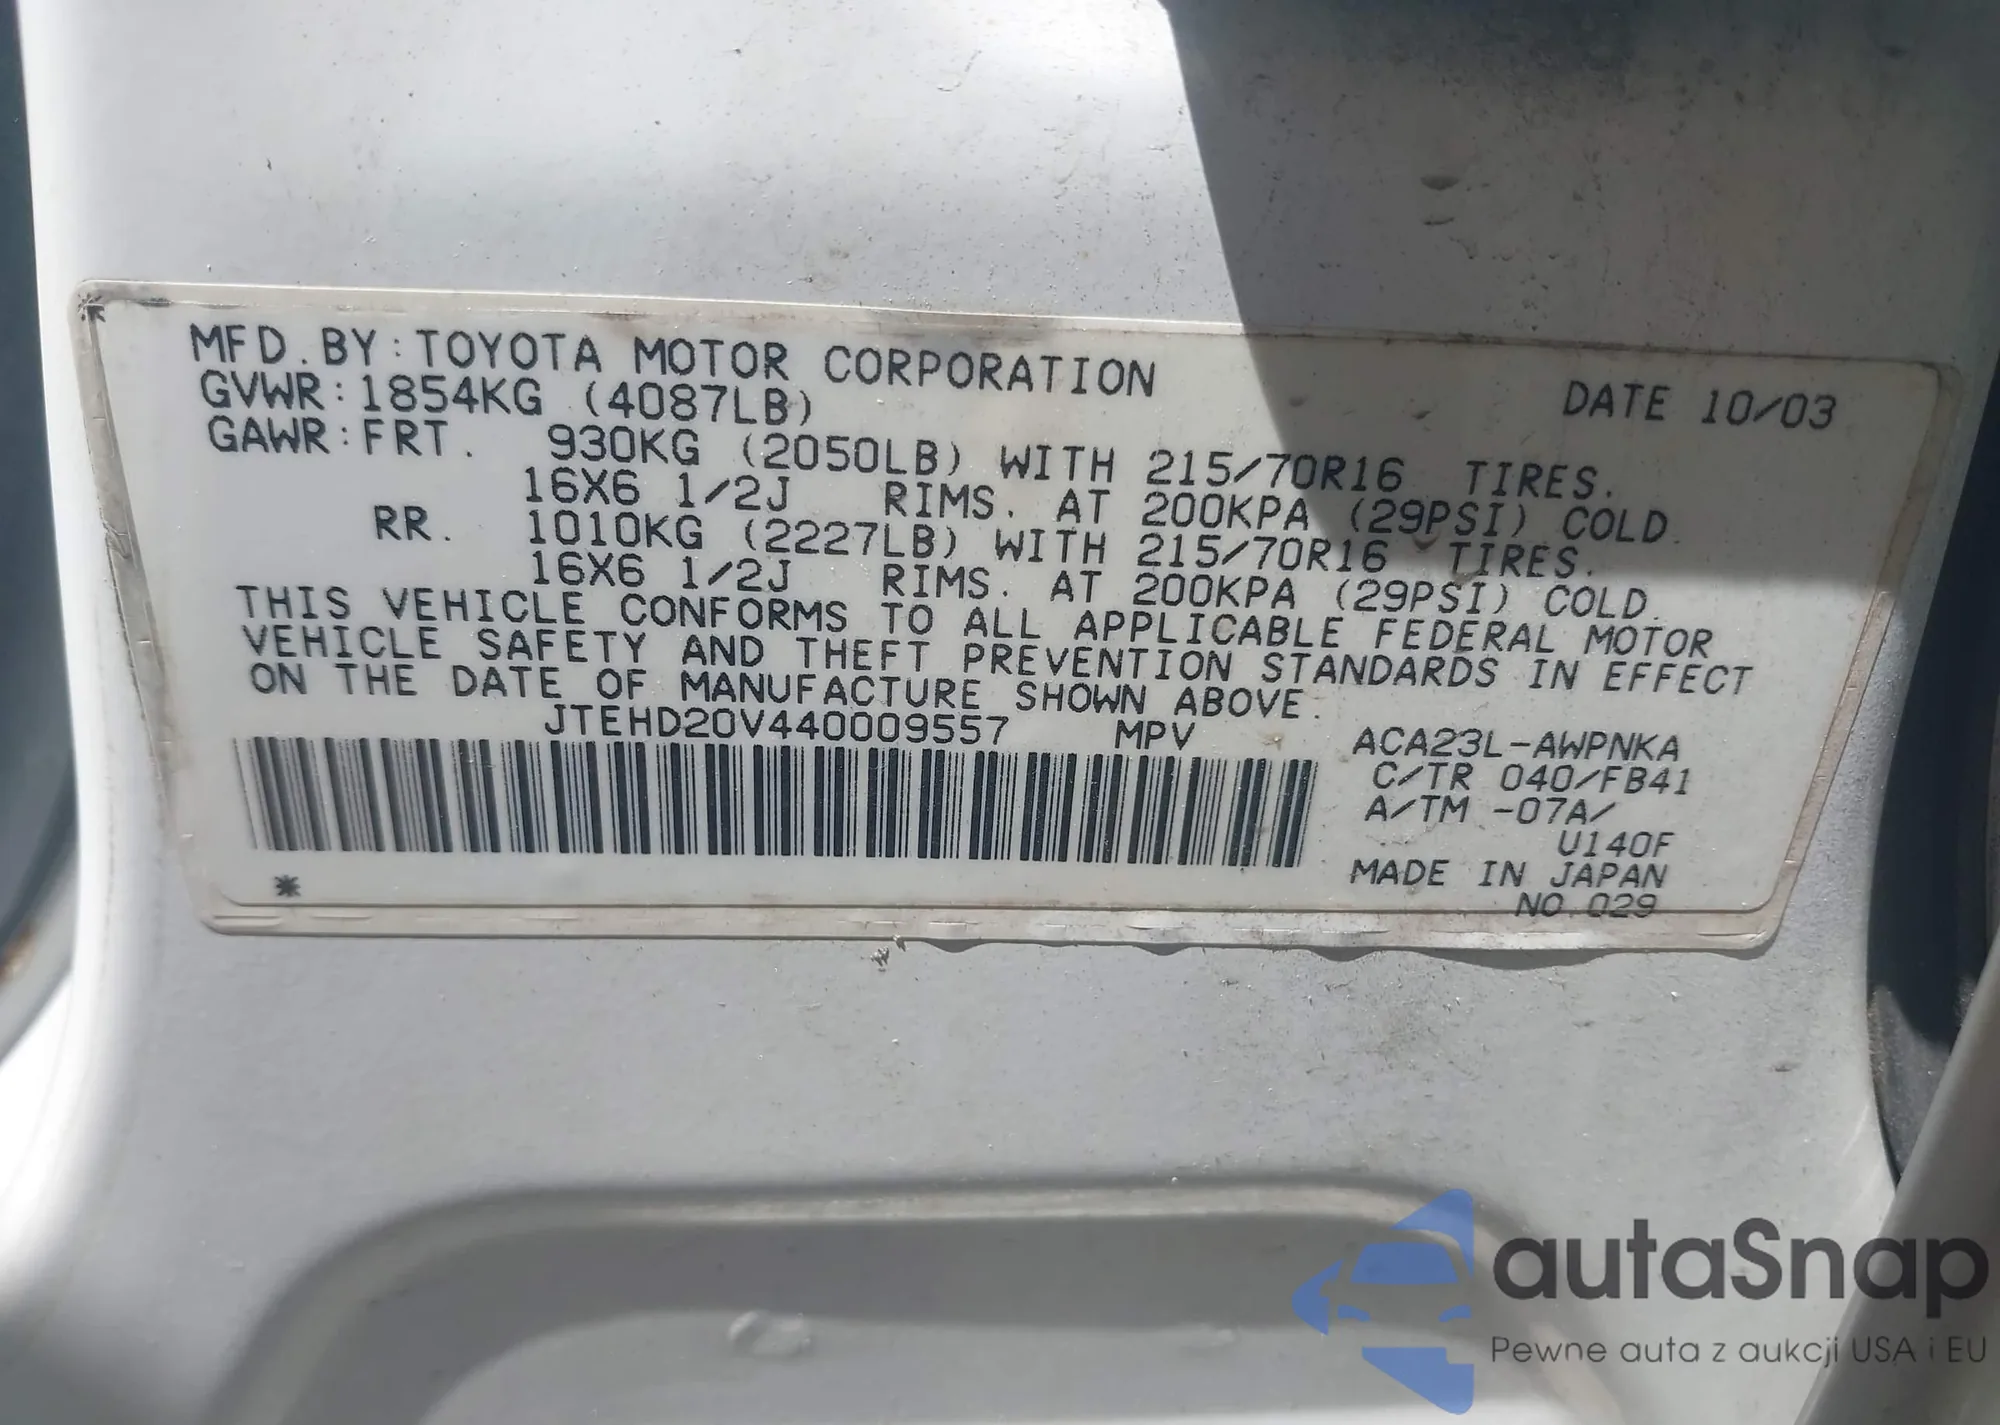 MFD.BY:TOYOTA MOTOR CORPORATION DATE 10/03
GVWR:1854KG (4087LB)
GAWR:FRT. 930KG (2050LB) WITH 215/70R16 TIRES.
16X6 1/2J RIMS. AT 200KPA (29PSI) COLD.
RR. 1010KG (2227LB) WITH 215/70R16 TIRES.
16X6 1/2J RIMS. AT 200KPA (29PSI) COLD.
THIS VEHICLE CONFORMS TO ALL APPLICABLE FEDERAL MOTOR
VEHICLE SAFETY AND THEFT PREVENTION STANDARDS IN EFFECT
ON THE DATE OF MANUFACTURE SHOWN ABOVE.
JTEHD20V440009557 MPV
ACA23L-AWPNKA
C/TR 040/FB41
A/TM -07A/
U140F
MADE IN JAPAN
NO.029
*
autaSnap
Pewne auta z aukcji USA i EU